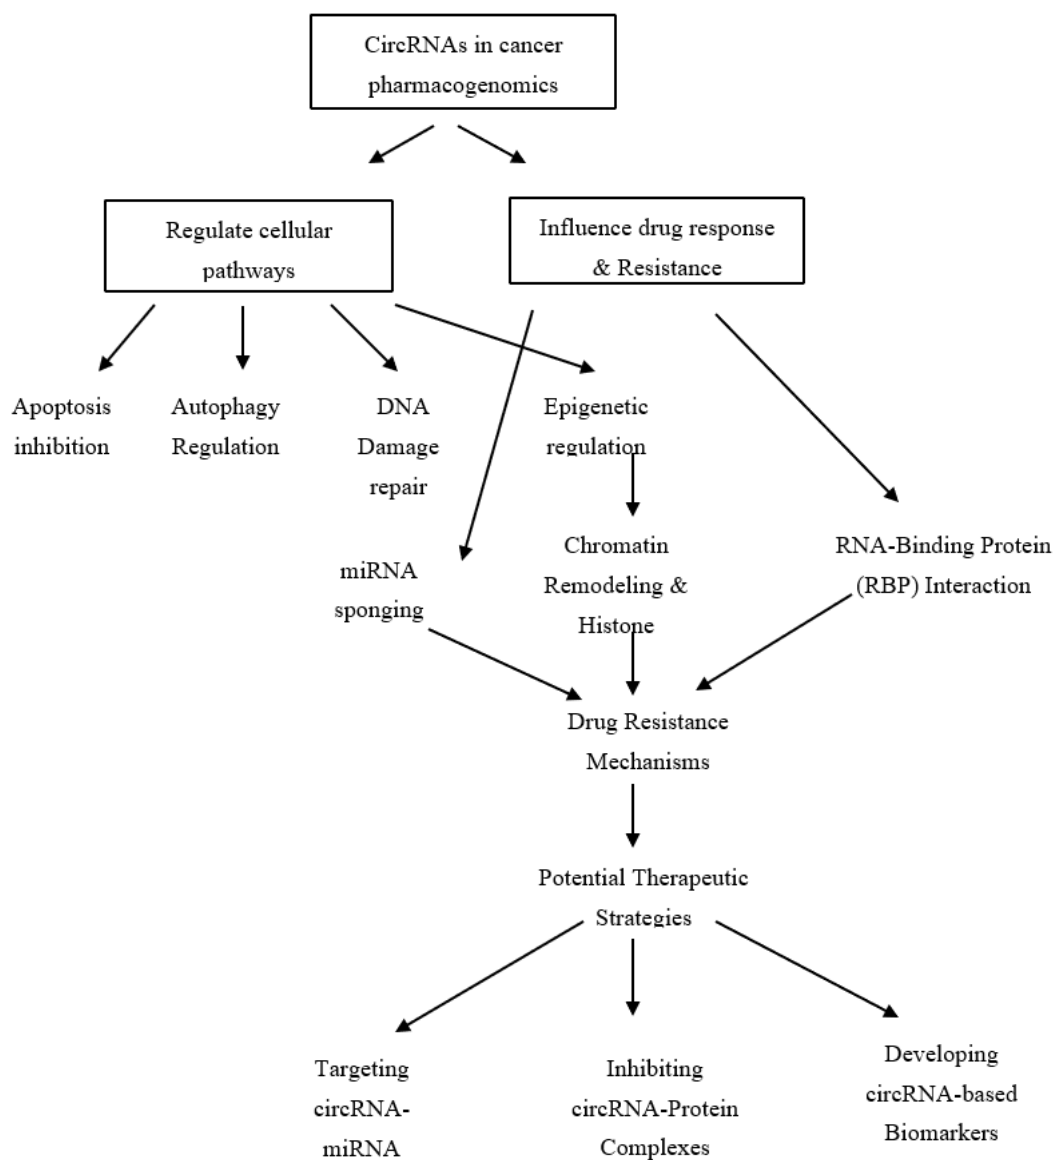 CircRNAs in cancer
pharmacogenomics
Regulate cellular
pathways
Influence drug response
& Resistance
Apoptosis
inhibition
Autophagy
Regulation
DNA
Damage
repair
Epigenetic
regulation
miRNA
sponging
Chromatin
Remodeling &
Histone
RNA-Binding Protein
(RBP) Interaction
Drug Resistance
Mechanisms
Potential Therapeutic
Strategies
Targeting
circRNA-
miRNA
Inhibiting
circRNA-Protein
Complexes
Developing
circRNA-based
Biomarkers